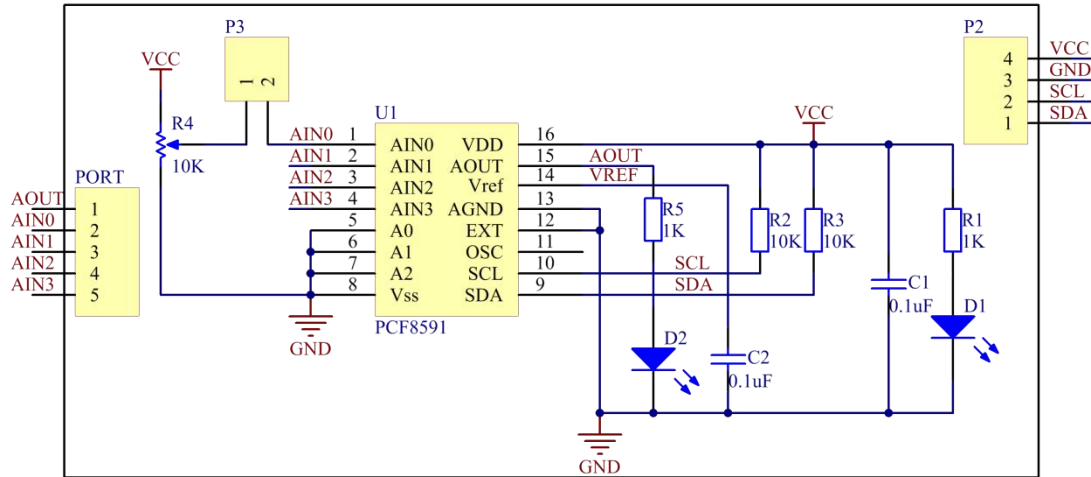 P3
P2
VCC
1
2
4
VCC
3
GND
2
SCL
1
SDA
R4
10K
U1
VCC
AIN0
1
AIN0
VDD
16
AIN1
2
AIN1
AOUT
15
AOUT
AIN2
3
AIN2
Vref
14
VREF
AIN3
4
AIN3
AGND
13
5
A0
EXT
12
6
A1
OSC
11
7
A2
SCL
10
SCL
8
Vss
SDA
9
SDA
PCF8591
GND
PORT
AOUT
1
AIN0
2
AIN1
3
AIN2
4
AIN3
5
R5
1K
R2
10K
R3
10K
R1
1K
C1
0.1uF
D1
D2
C2
0.1uF
GND